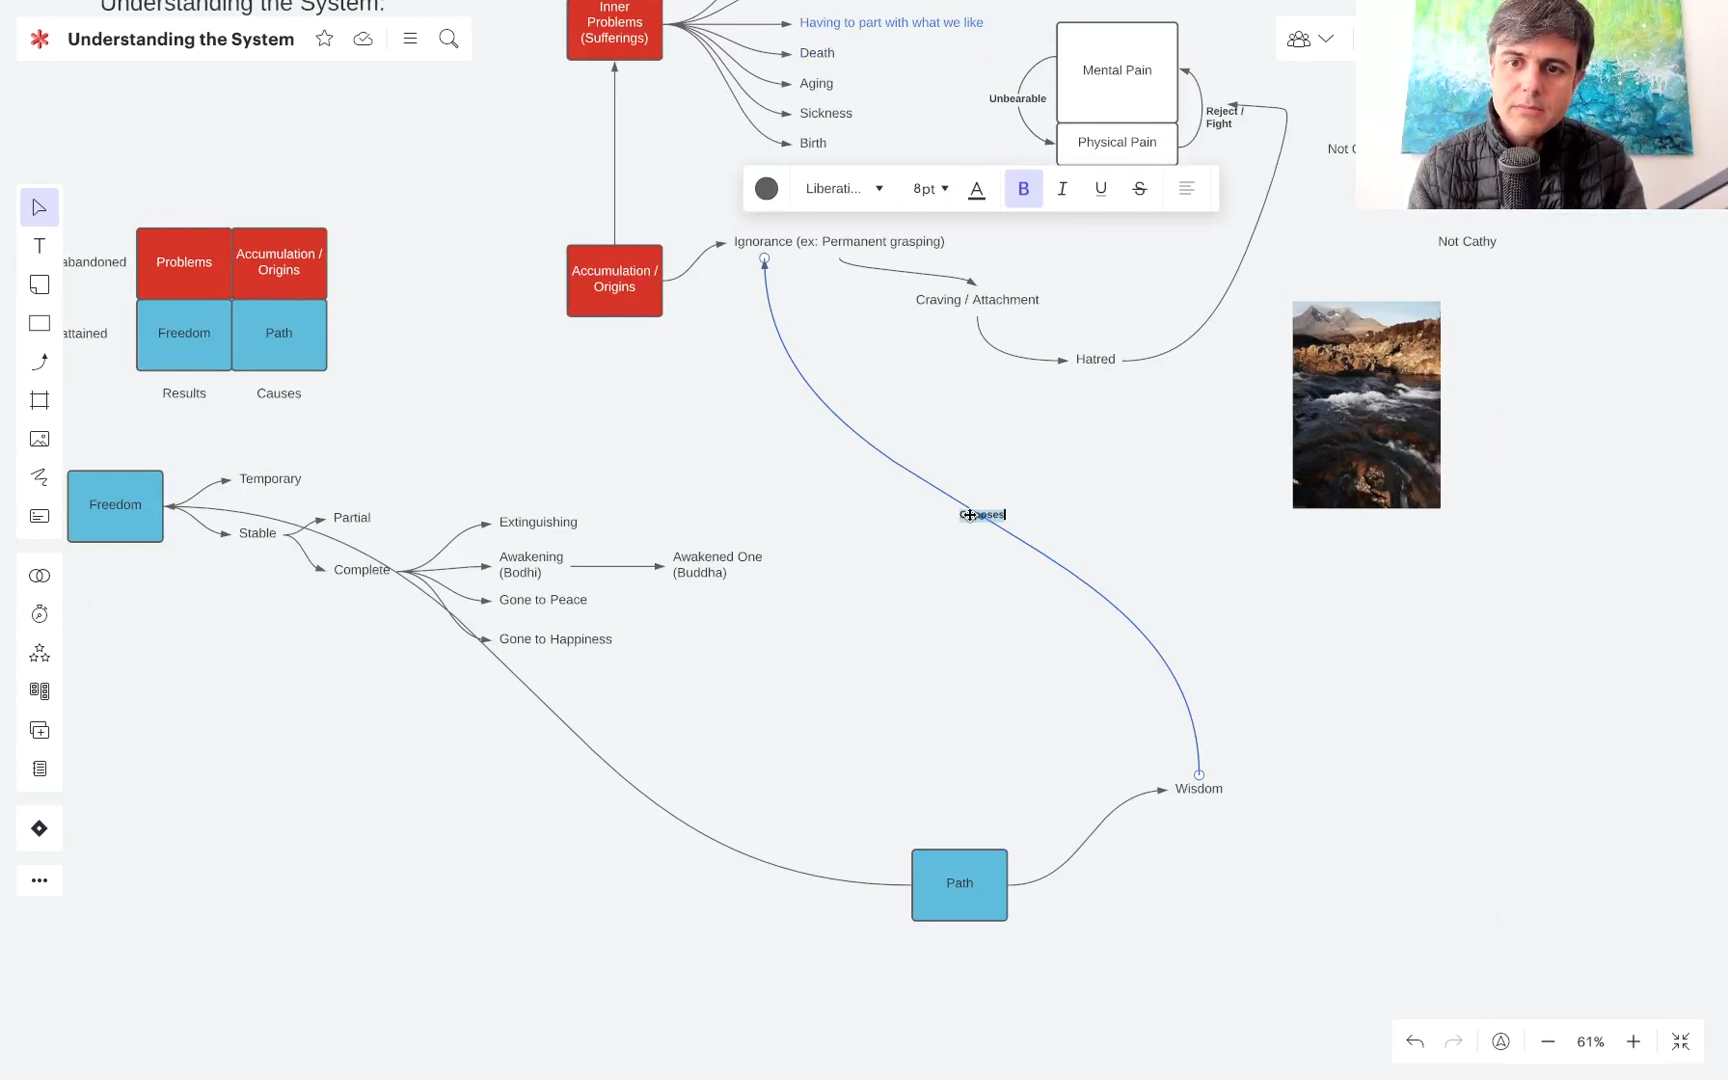 Understanding the System:
Understanding the System
Inner
Problems
(Sufferings)
Having to part with what we like
Death
Aging
Sickness
Birth
Mental Pain
Unbearable
Reject /
Fight
Physical Pain
Not
Liberati...
8pt
A
B
I
U
S
Not Cathy
abandoned
Problems
Accumulation /
Origins
attained
Freedom
Path
Results
Causes
Accumulation /
Origins
Ignorance (ex: Permanent grasping)
Craving / Attachment
Hatred
Freedom
Temporary
Stable
Partial
Complete
Extinguishing
Awakening
(Bodhi)
Awakened One
(Buddha)
Gone to Peace
Gone to Happiness
Wisdom
Path
61%